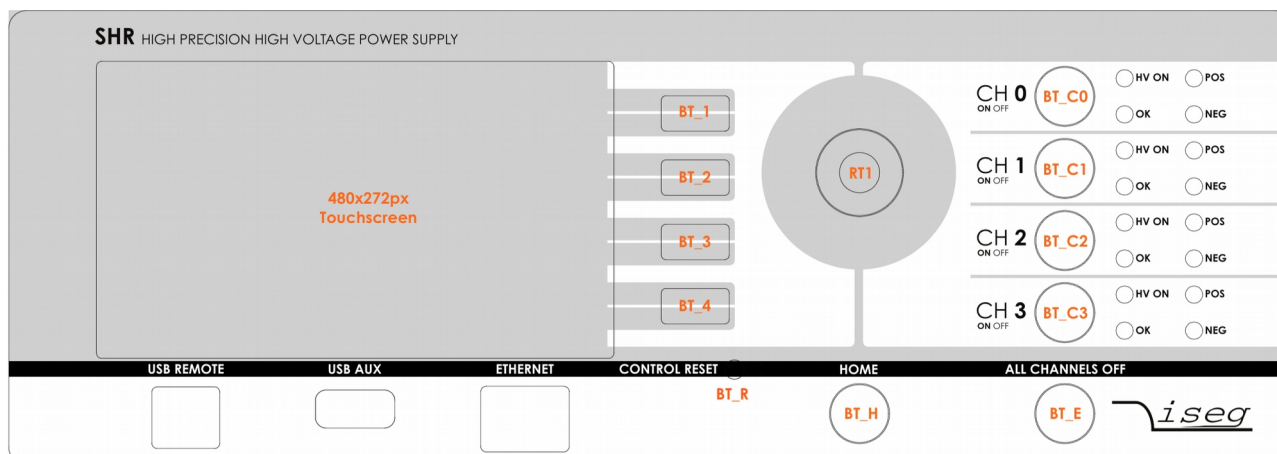 SHR HIGH PRECISION HIGH VOLTAGE POWER SUPPLY
480x272px
Touchscreen
BT_1
BT_2
BT_3
BT_4
RT1
CH 0
ON OFF
BT_C0
HV ON
POS
OK
NEG
CH 1
ON OFF
BT_C1
HV ON
POS
OK
NEG
CH 2
ON OFF
BT_C2
HV ON
POS
OK
NEG
CH 3
ON OFF
BT_C3
HV ON
POS
OK
NEG
USB REMOTE
USB AUX
ETHERNET
CONTROL RESET
HOME
ALL CHANNELS OFF
BT_R
BT_H
BT_E
iseg